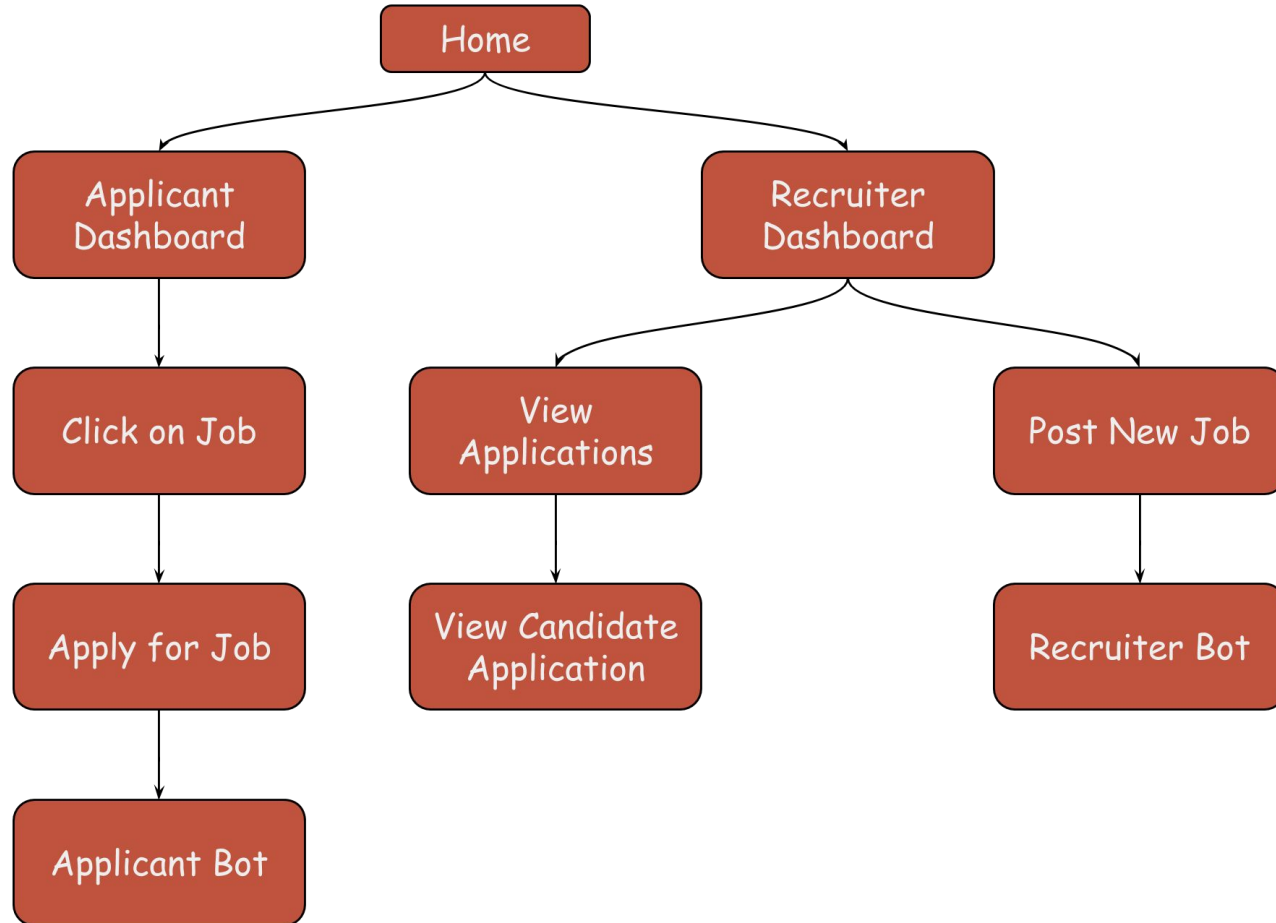 Home
Applicant
Dashboard
Recruiter
Dashboard
Click on Job
View
Applications
Post New Job
Apply for Job
View Candidate
Application
Recruiter Bot
Applicant Bot